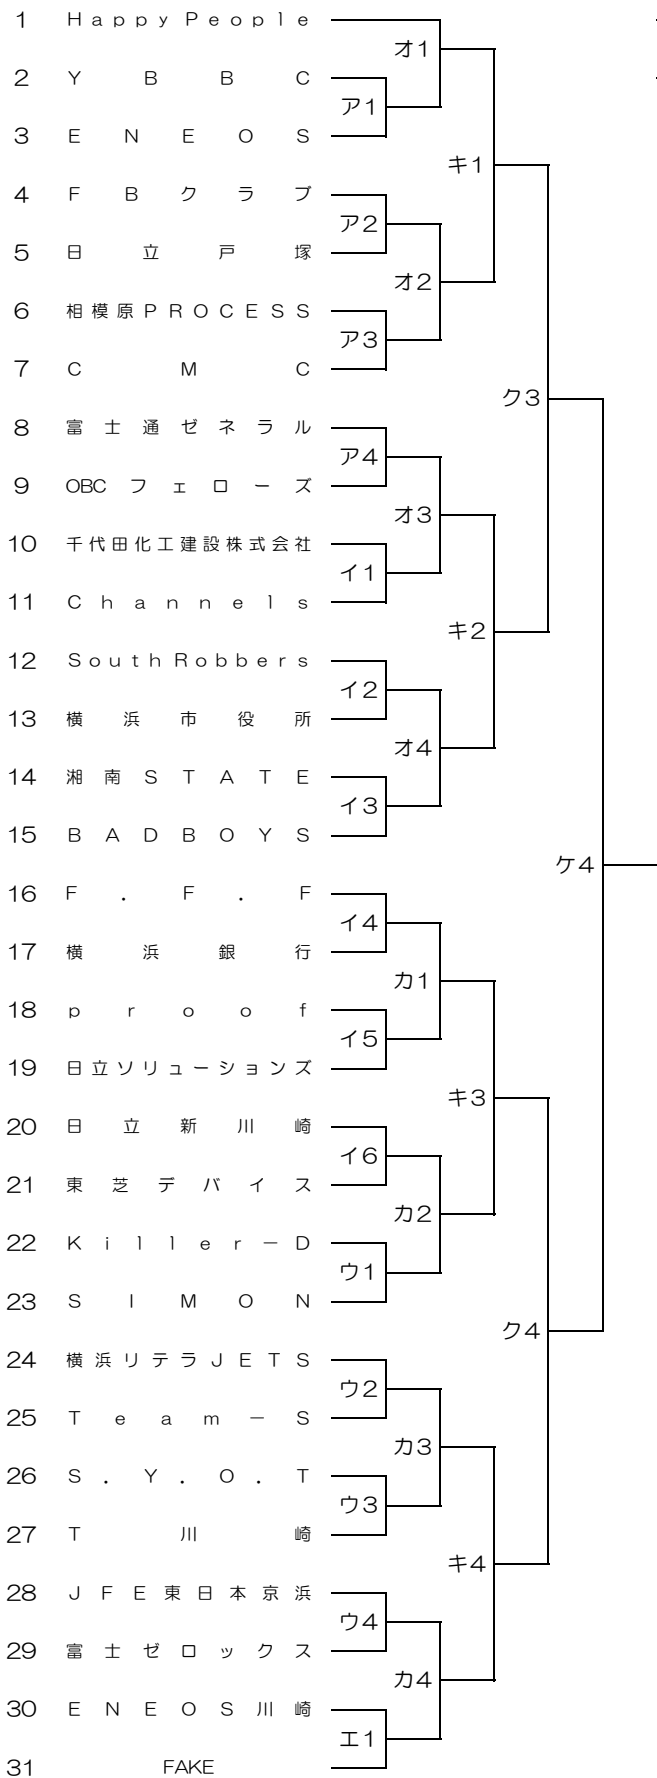 1 Happy People
オ1
2 YBBC
ア1
3 ENEOS
キ1
4 FBクラブ
ア2
5 日立戸塚
オ2
6 相模原PROCESS
ア3
7 CMC
ク3
8 富士通ゼネラル
ア4
9 OBCフェローズ
オ3
10 千代田化工建設株式会社
イ1
11 Channels
キ2
12 South Robbers
イ2
13 横浜市役所
オ4
14 湘南STATE
イ3
15 BADBOYS
ケ4
16 F.F.F
イ4
17 横浜銀行
カ1
18 proof
イ5
19 日立ソリューションズ
キ3
20 日立新川崎
イ6
21 東芝デバイス
カ2
22 Killer-D
ウ1
23 SIMON
ク4
24 横浜リテラJETS
ウ2
25 Team-S
カ3
26 S.Y.O.T
ウ3
27 T川崎
キ4
28 JFE東日本京浜
ウ4
29 富士ゼロックス
カ4
30 ENEOS川崎
エ1
31 FAKE